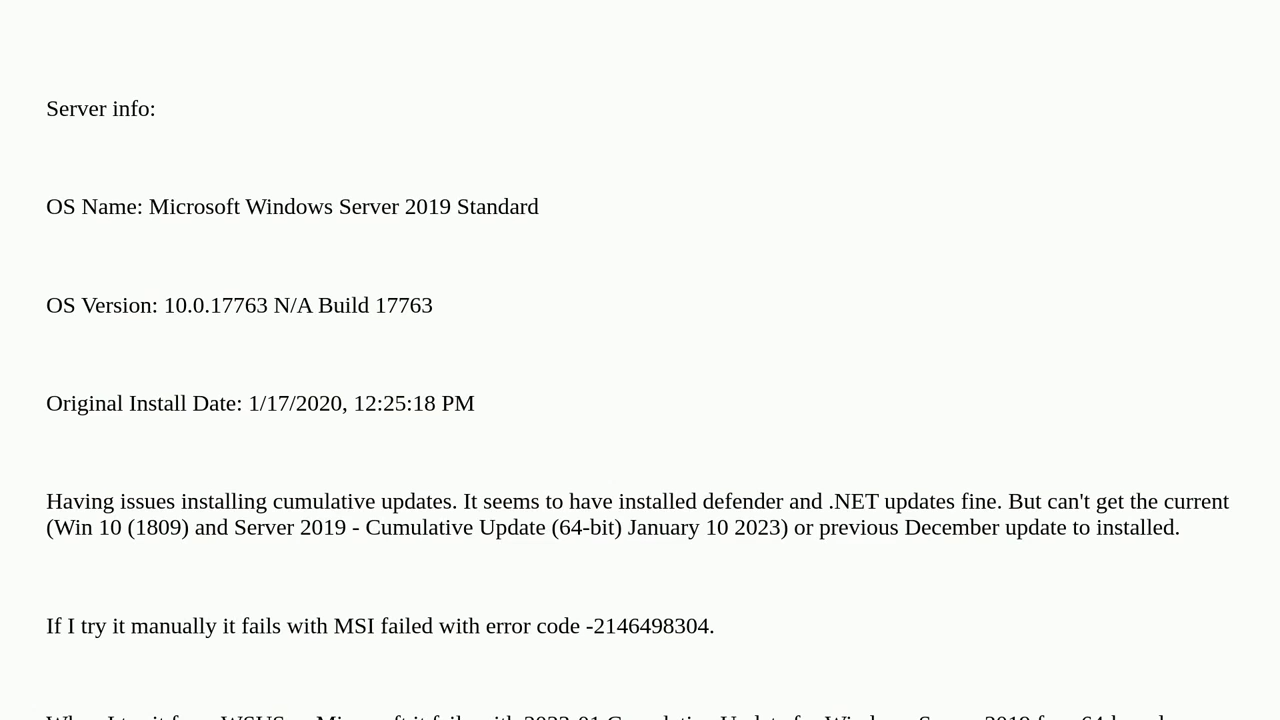 Server info:
OS Name: Microsoft Windows Server 2019 Standard
OS Version: 10.0.17763 N/A Build 17763
Original Install Date: 1/17/2020, 12:25:18 PM
Having issues installing cumulative updates. It seems to have installed defender and .NET updates fine. But can't get the current
(Win 10 (1809) and Server 2019 - Cumulative Update (64-bit) January 10 2023) or previous December update to installed.
If I try it manually it fails with MSI failed with error code -2146498304.